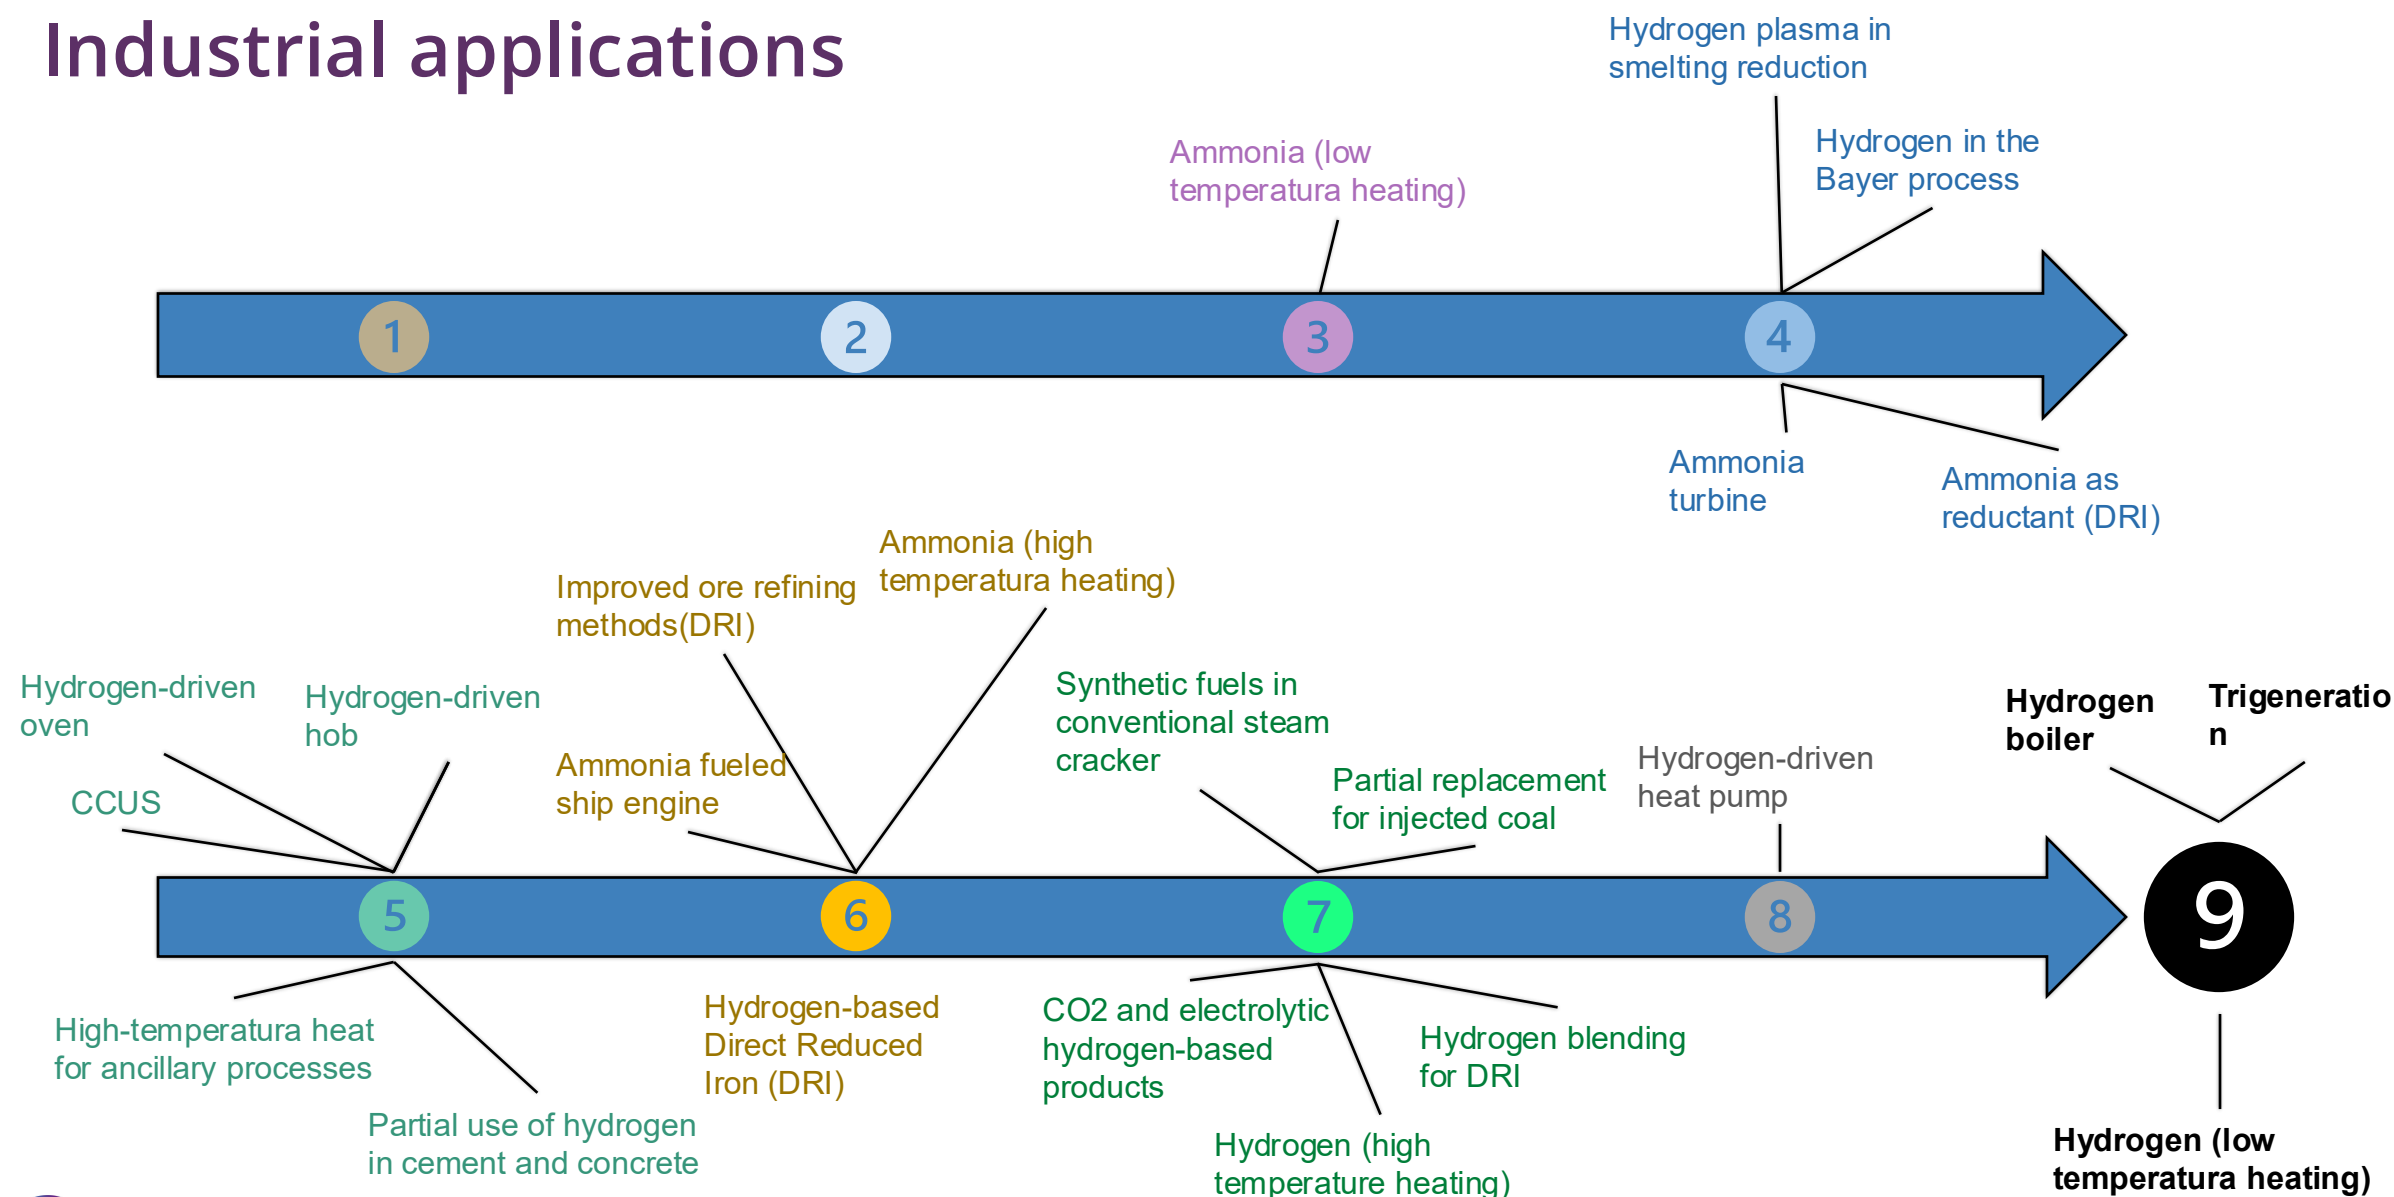 Industrial applications
Hydrogen plasma in
smelting reduction
Hydrogen in the
Bayer process
Ammonia (low
temperatura heating)
1
2
3
4
Ammonia
turbine
Ammonia as
reductant (DRI)
Ammonia (high
temperatura heating)
Improved ore refining
methods(DRI)
Hydrogen-driven
oven
Hydrogen-driven
hob
CCUS
Ammonia fueled
ship engine
Synthetic fuels in
conventional steam
cracker
Partial replacement
for injected coal
Hydrogen-driven
heat pump
Hydrogen
boiler
Trigeneratio
n
5
6
7
8
9
High-temperatura heat
for ancillary processes
Partial use of hydrogen
in cement and concrete
Hydrogen-based
Direct Reduced
Iron (DRI)
CO2 and electrolytic
hydrogen-based
products
Hydrogen blending
for DRI
Hydrogen (high
temperature heating)
Hydrogen (low
temperatura heating)